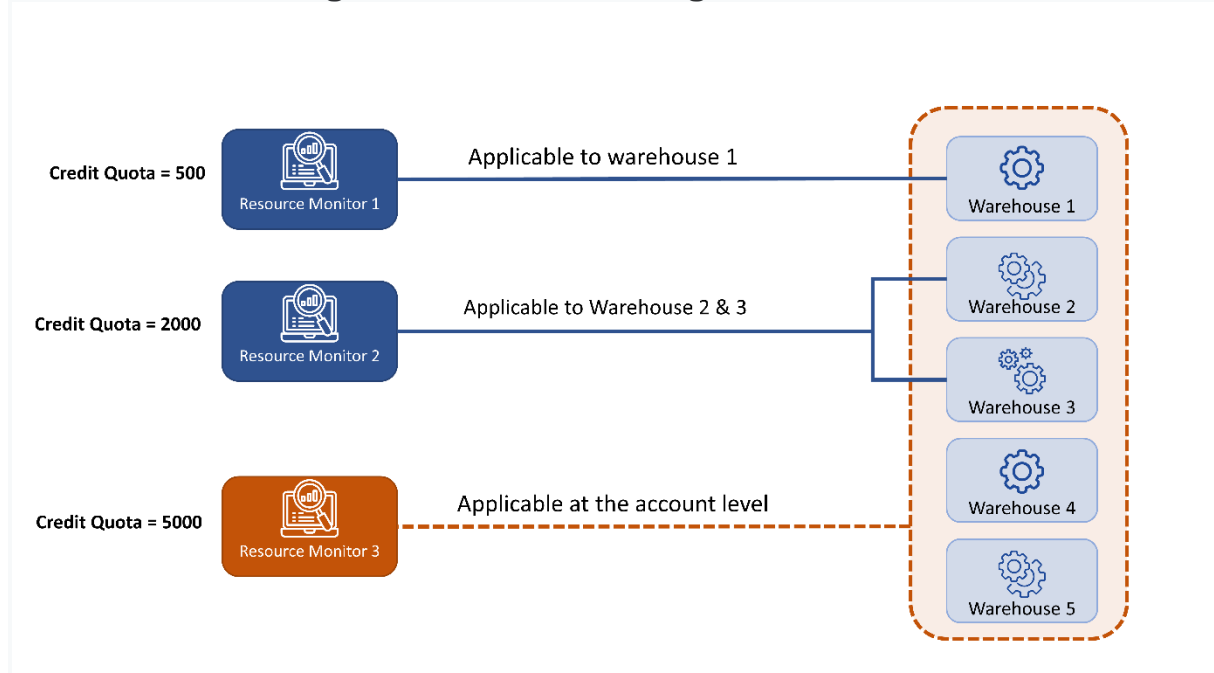 Credit Quota = 500
Resource Monitor 1
Applicable to warehouse 1
Warehouse 1
Credit Quota = 2000
Resource Monitor 2
Applicable to Warehouse 2 & 3
Warehouse 2
Warehouse 3
Credit Quota = 5000
Resource Monitor 3
Applicable at the account level
Warehouse 4
Warehouse 5